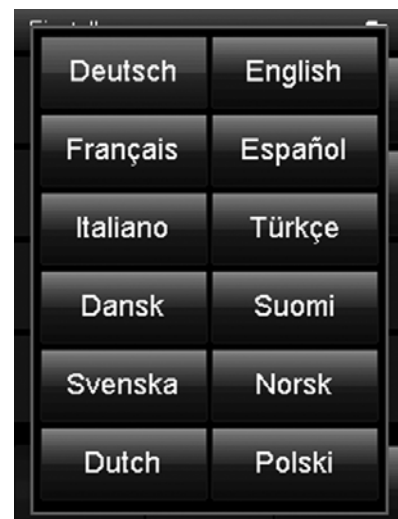 Deutsch English
Français Español
Italiano Türkçe
Dansk Suomi
Svenska Norsk
Dutch Polski